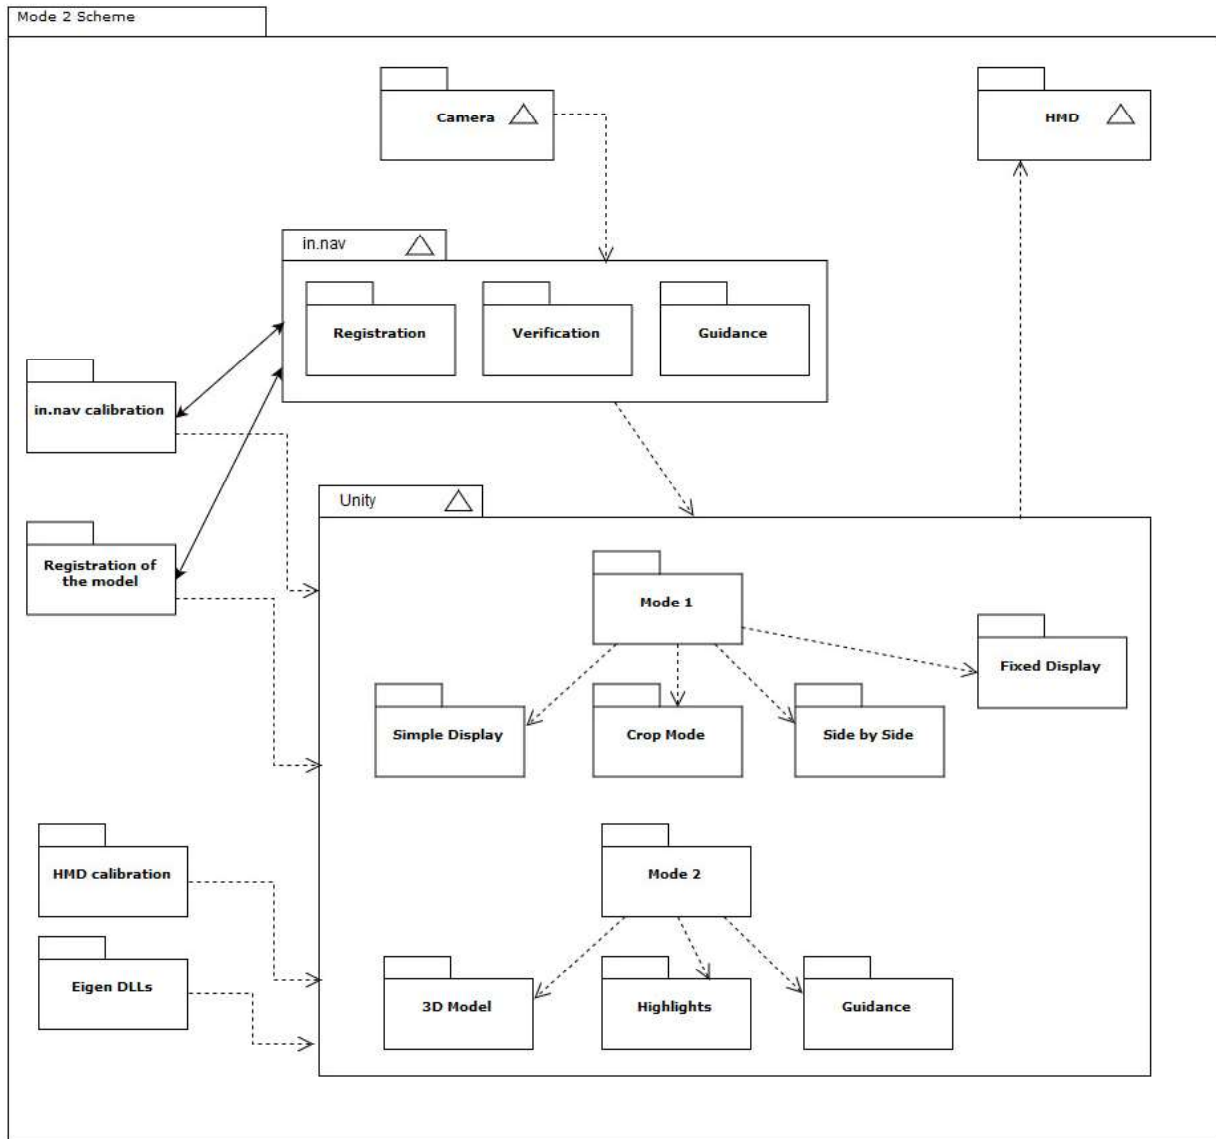 Mode 2 Scheme
Camera
HMD
in.nav
Registration
Verification
Guidance
in.nav calibration
Unity
Registration of
the model
Mode 1
Fixed Display
Simple Display
Crop Mode
Side by Side
HMD calibration
Mode 2
Eigen DLLs
3D Model
Highlights
Guidance